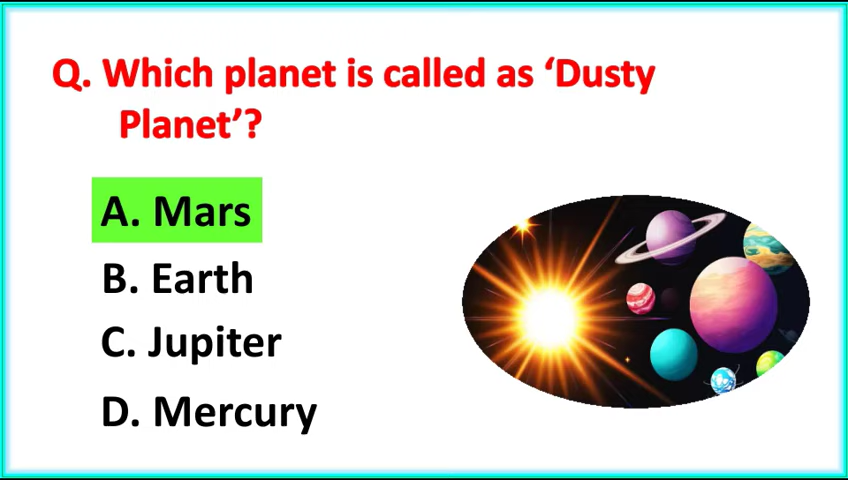 Q. Which planet is called as ‘Dusty
Planet’?
A. Mars
B. Earth
C. Jupiter
D. Mercury